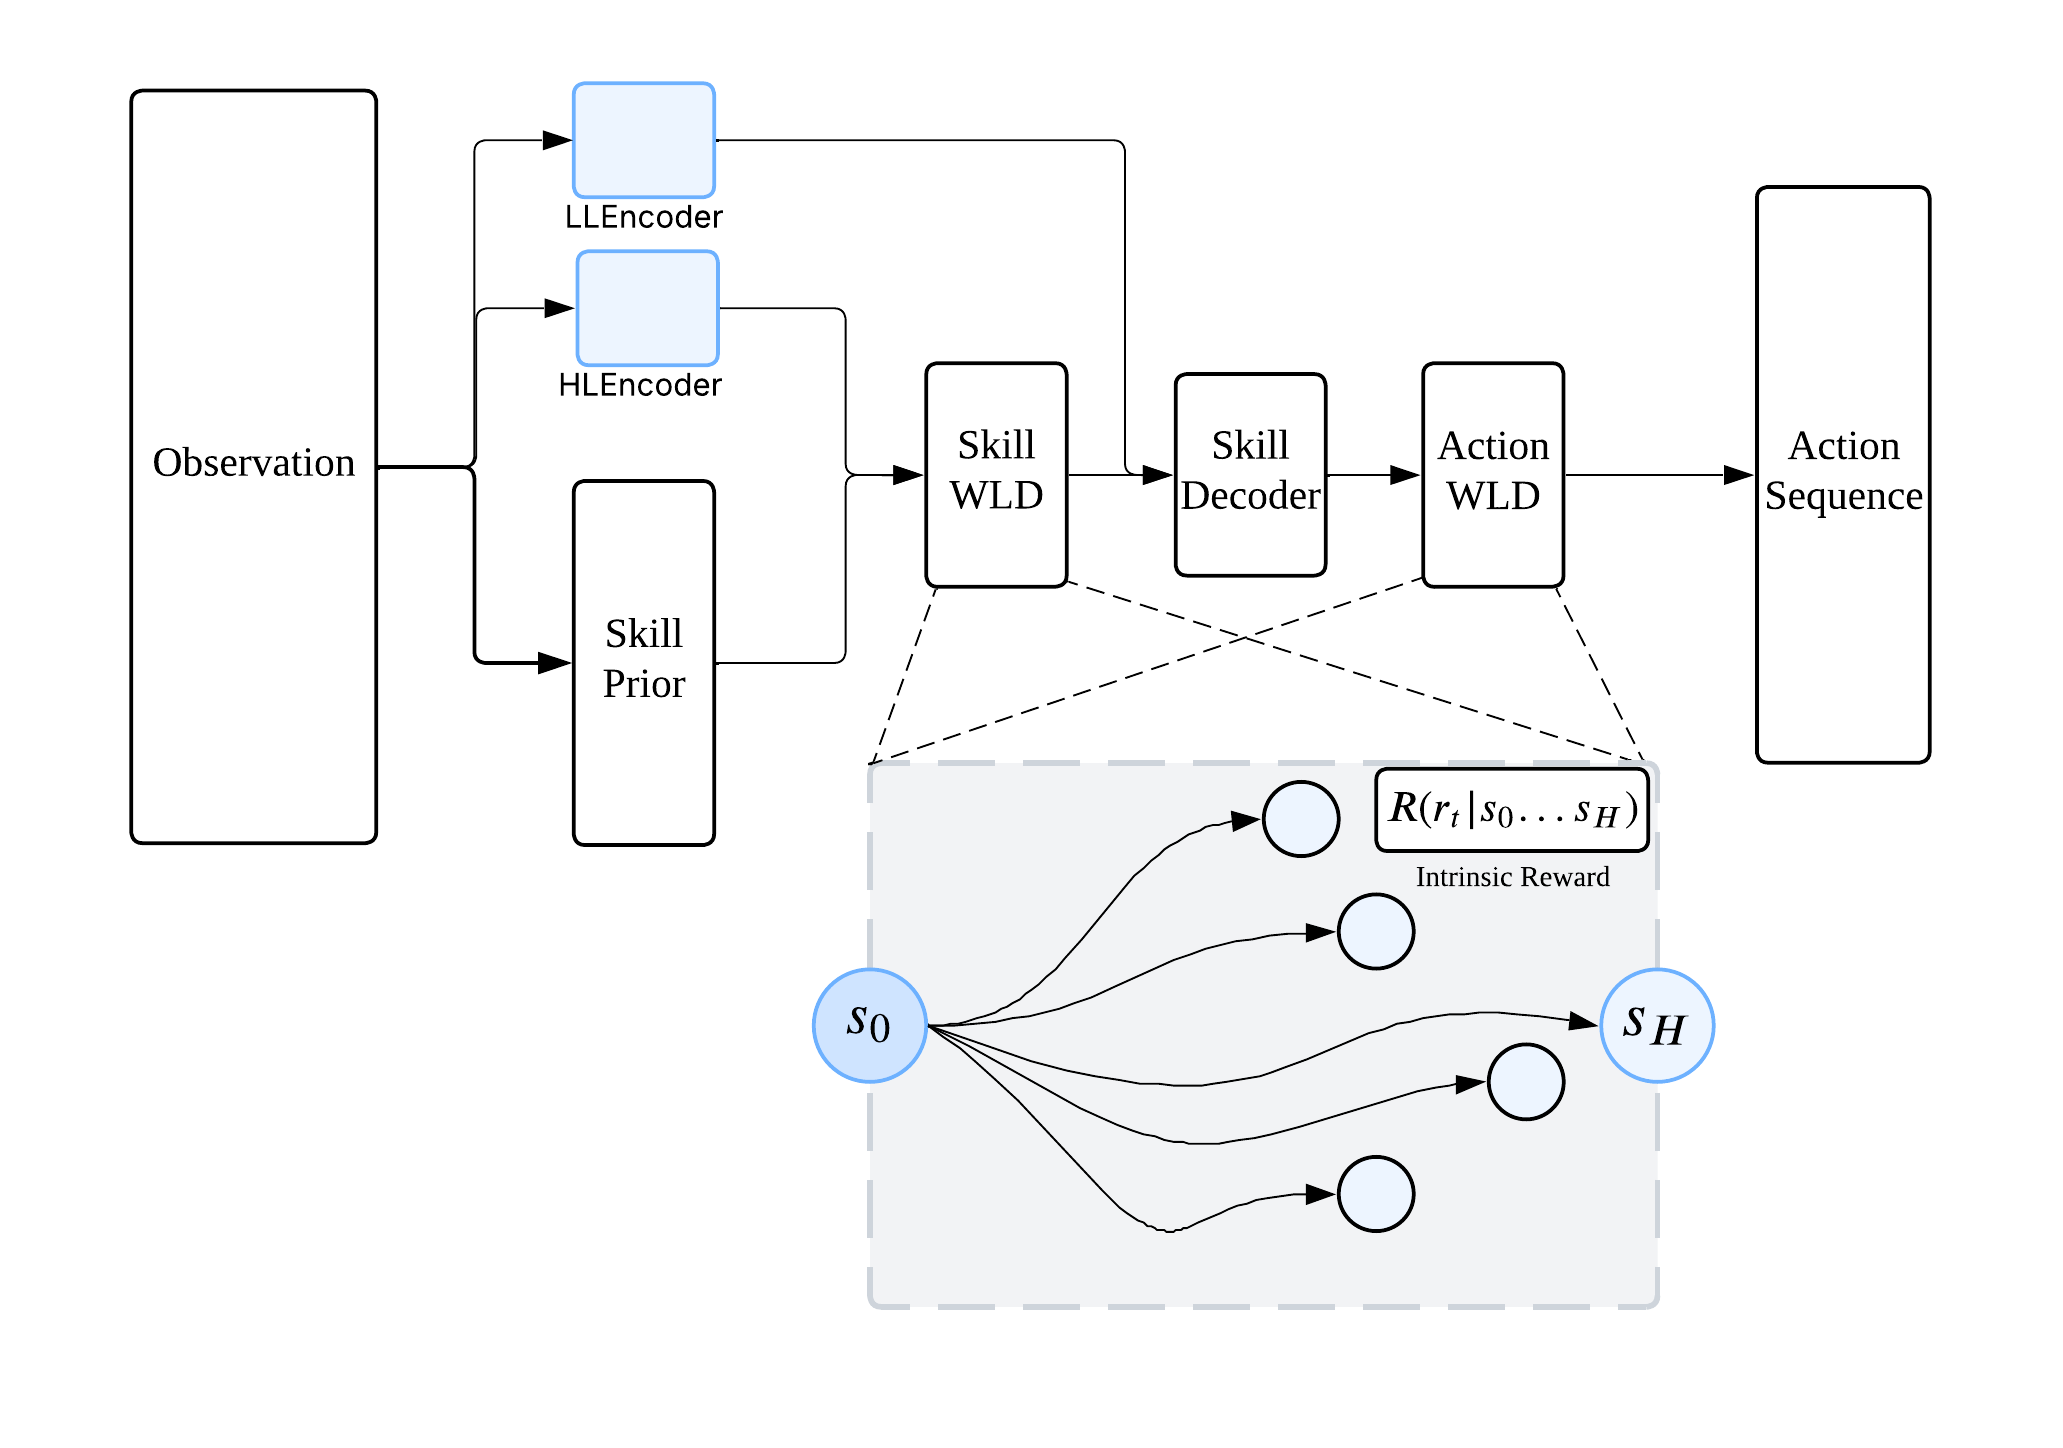 LLEncoder
HLEncoder
Observation
Skill
Prior
Skill
WLD
Skill
Decoder
Action
WLD
Action
Sequence
R(r_t|s_0...s_H)
Intrinsic Reward
s_0
s_H